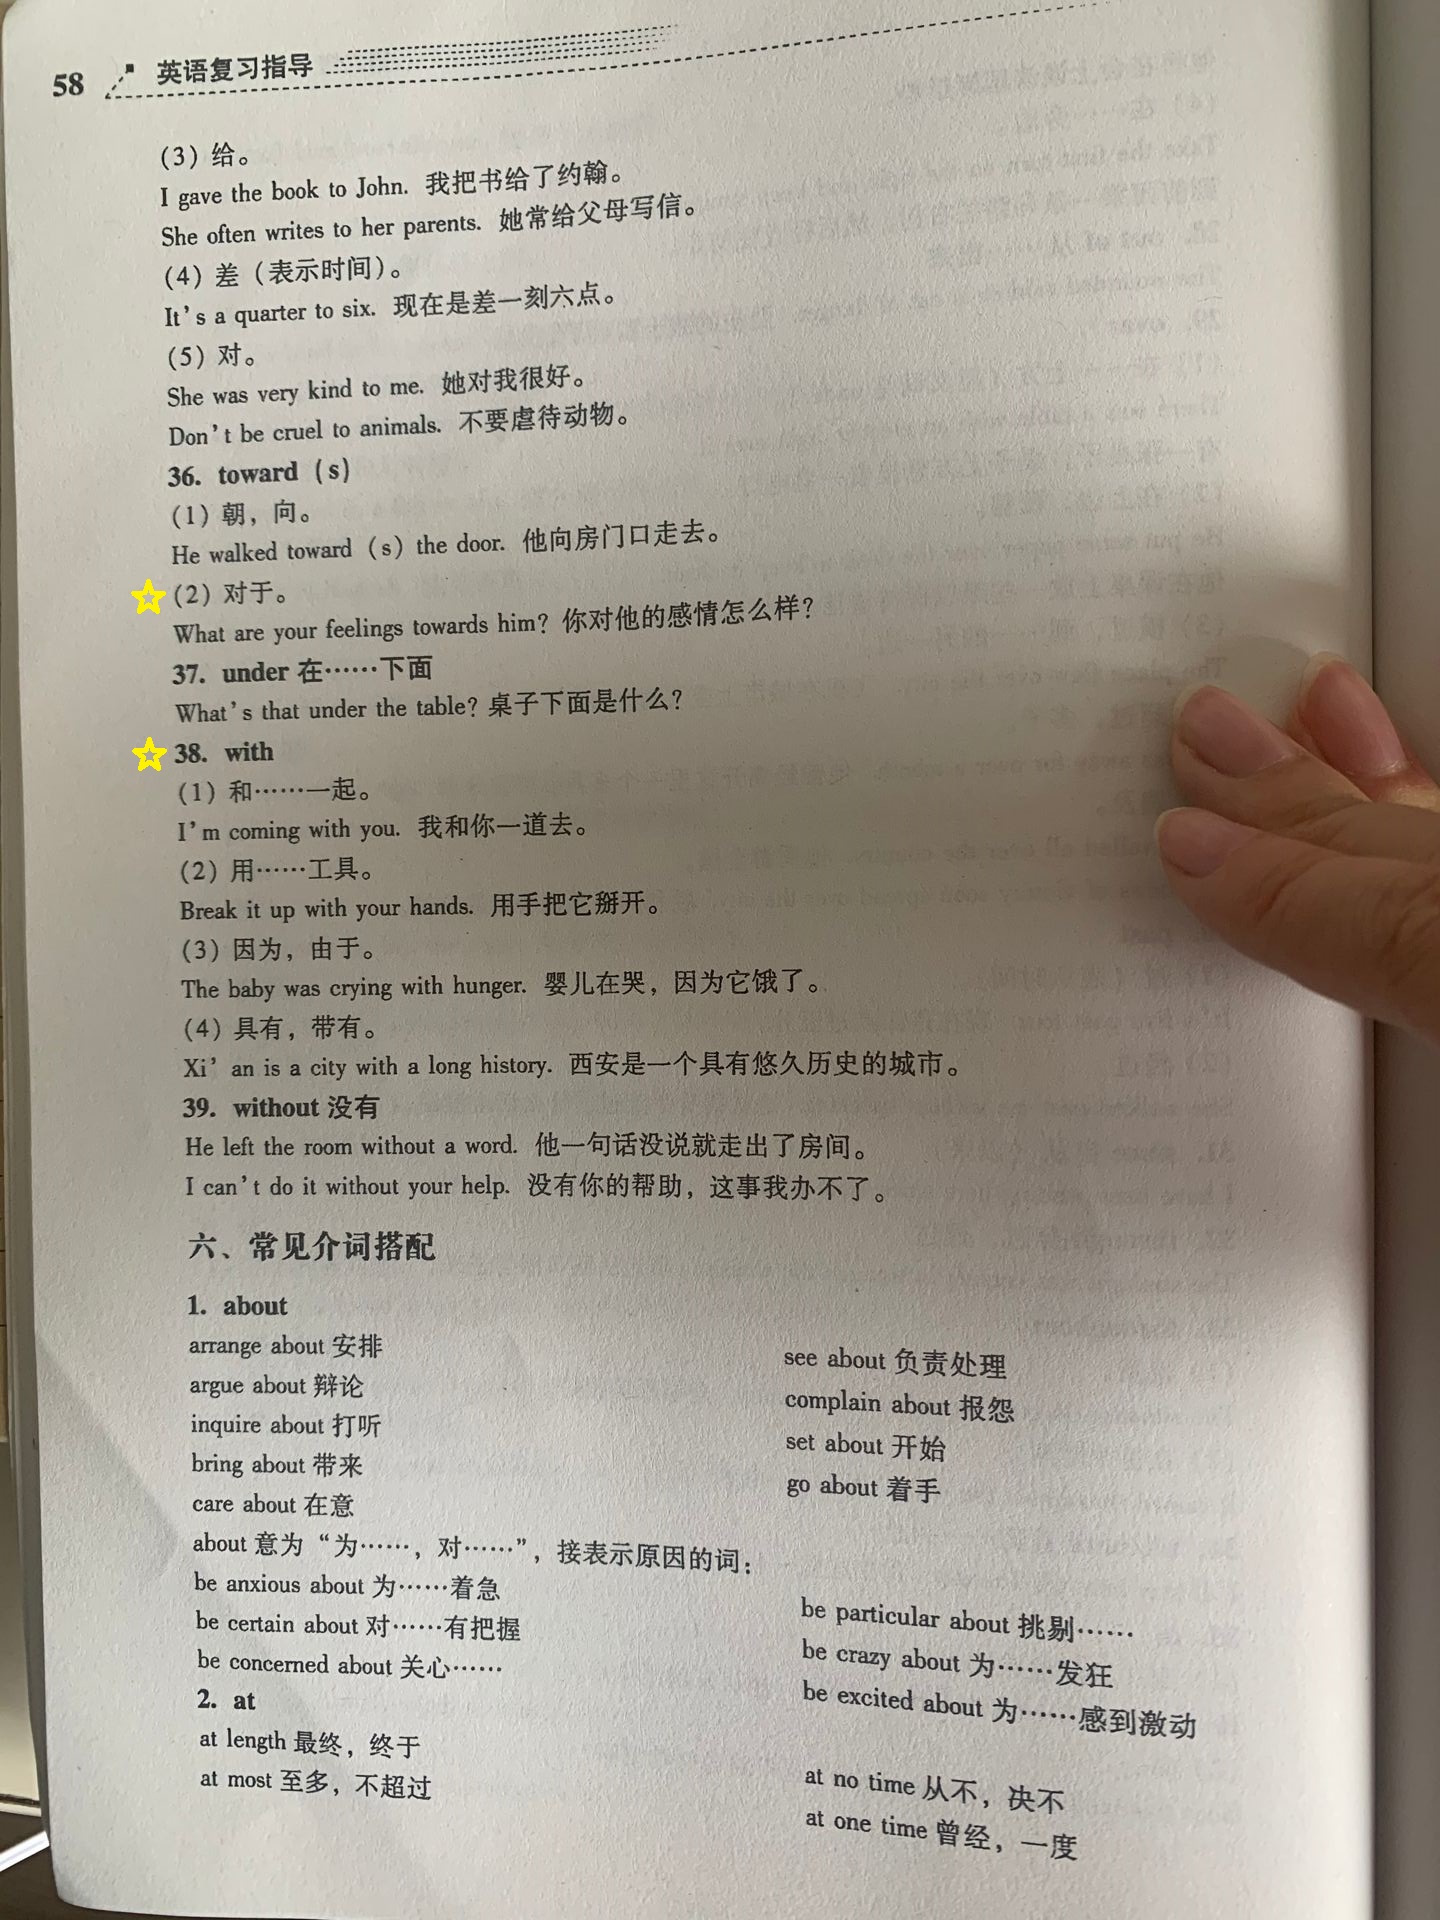 58 英语复习指导
(3) 给。
I gave the book to John. 我把书给了约翰。
She often writes to her parents. 她常给父母写信。
(4) 差（表示时间）。
It's a quarter to six. 现在是差一刻六点。
(5) 对。
She was very kind to me. 她对我很好。
Don't be cruel to animals. 不要虐待动物。
36. toward (s)
(1) 朝，向。
He walked toward (s) the door. 他向房门口走去。
(2) 对于。
What are your feelings towards him? 你对他的感情怎么样?
37. under 在……下面
What's that under the table? 桌子下面是什么?
38. with
(1) 和……一起。
I'm coming with you. 我和你一道去。
(2) 用……工具。
Break it up with your hands. 用手把它掰开。
(3) 因为，由于。
The baby was crying with hunger. 婴儿在哭，因为它饿了。
(4) 具有，带有。
Xi' an is a city with a long history. 西安是一个具有悠久历史的城市。
39. without 没有
He left the room without a word. 他一句话没说就走出了房间。
I can't do it without your help. 没有你的帮助，这事我办不了。
六、常见介词搭配
1. about
arrange about 安排
see about 负责处理
argue about 辩论
complain about 报怨
inquire about 打听
set about 开始
bring about 带来
go about 着手
care about 在意
about 意为“为……，对……”，接表示原因的词：
be anxious about 为……着急
be particular about 挑剔……
be certain about 对……有把握
be crazy about 为……发狂
be concerned about 关心……
be excited about 为……感到激动
2. at
at length 最终，终于
at no time 从不，决不
at most 至多，不超过
at one time 曾经，一度